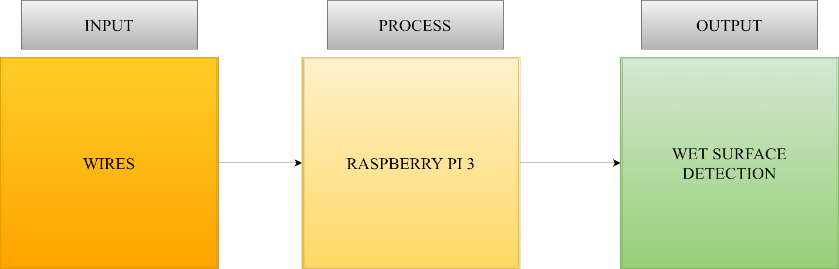 INPUT
PROCESS
OUTPUT
WIRES
RASPBERRY PI 3
WET SURFACE
DETECTION